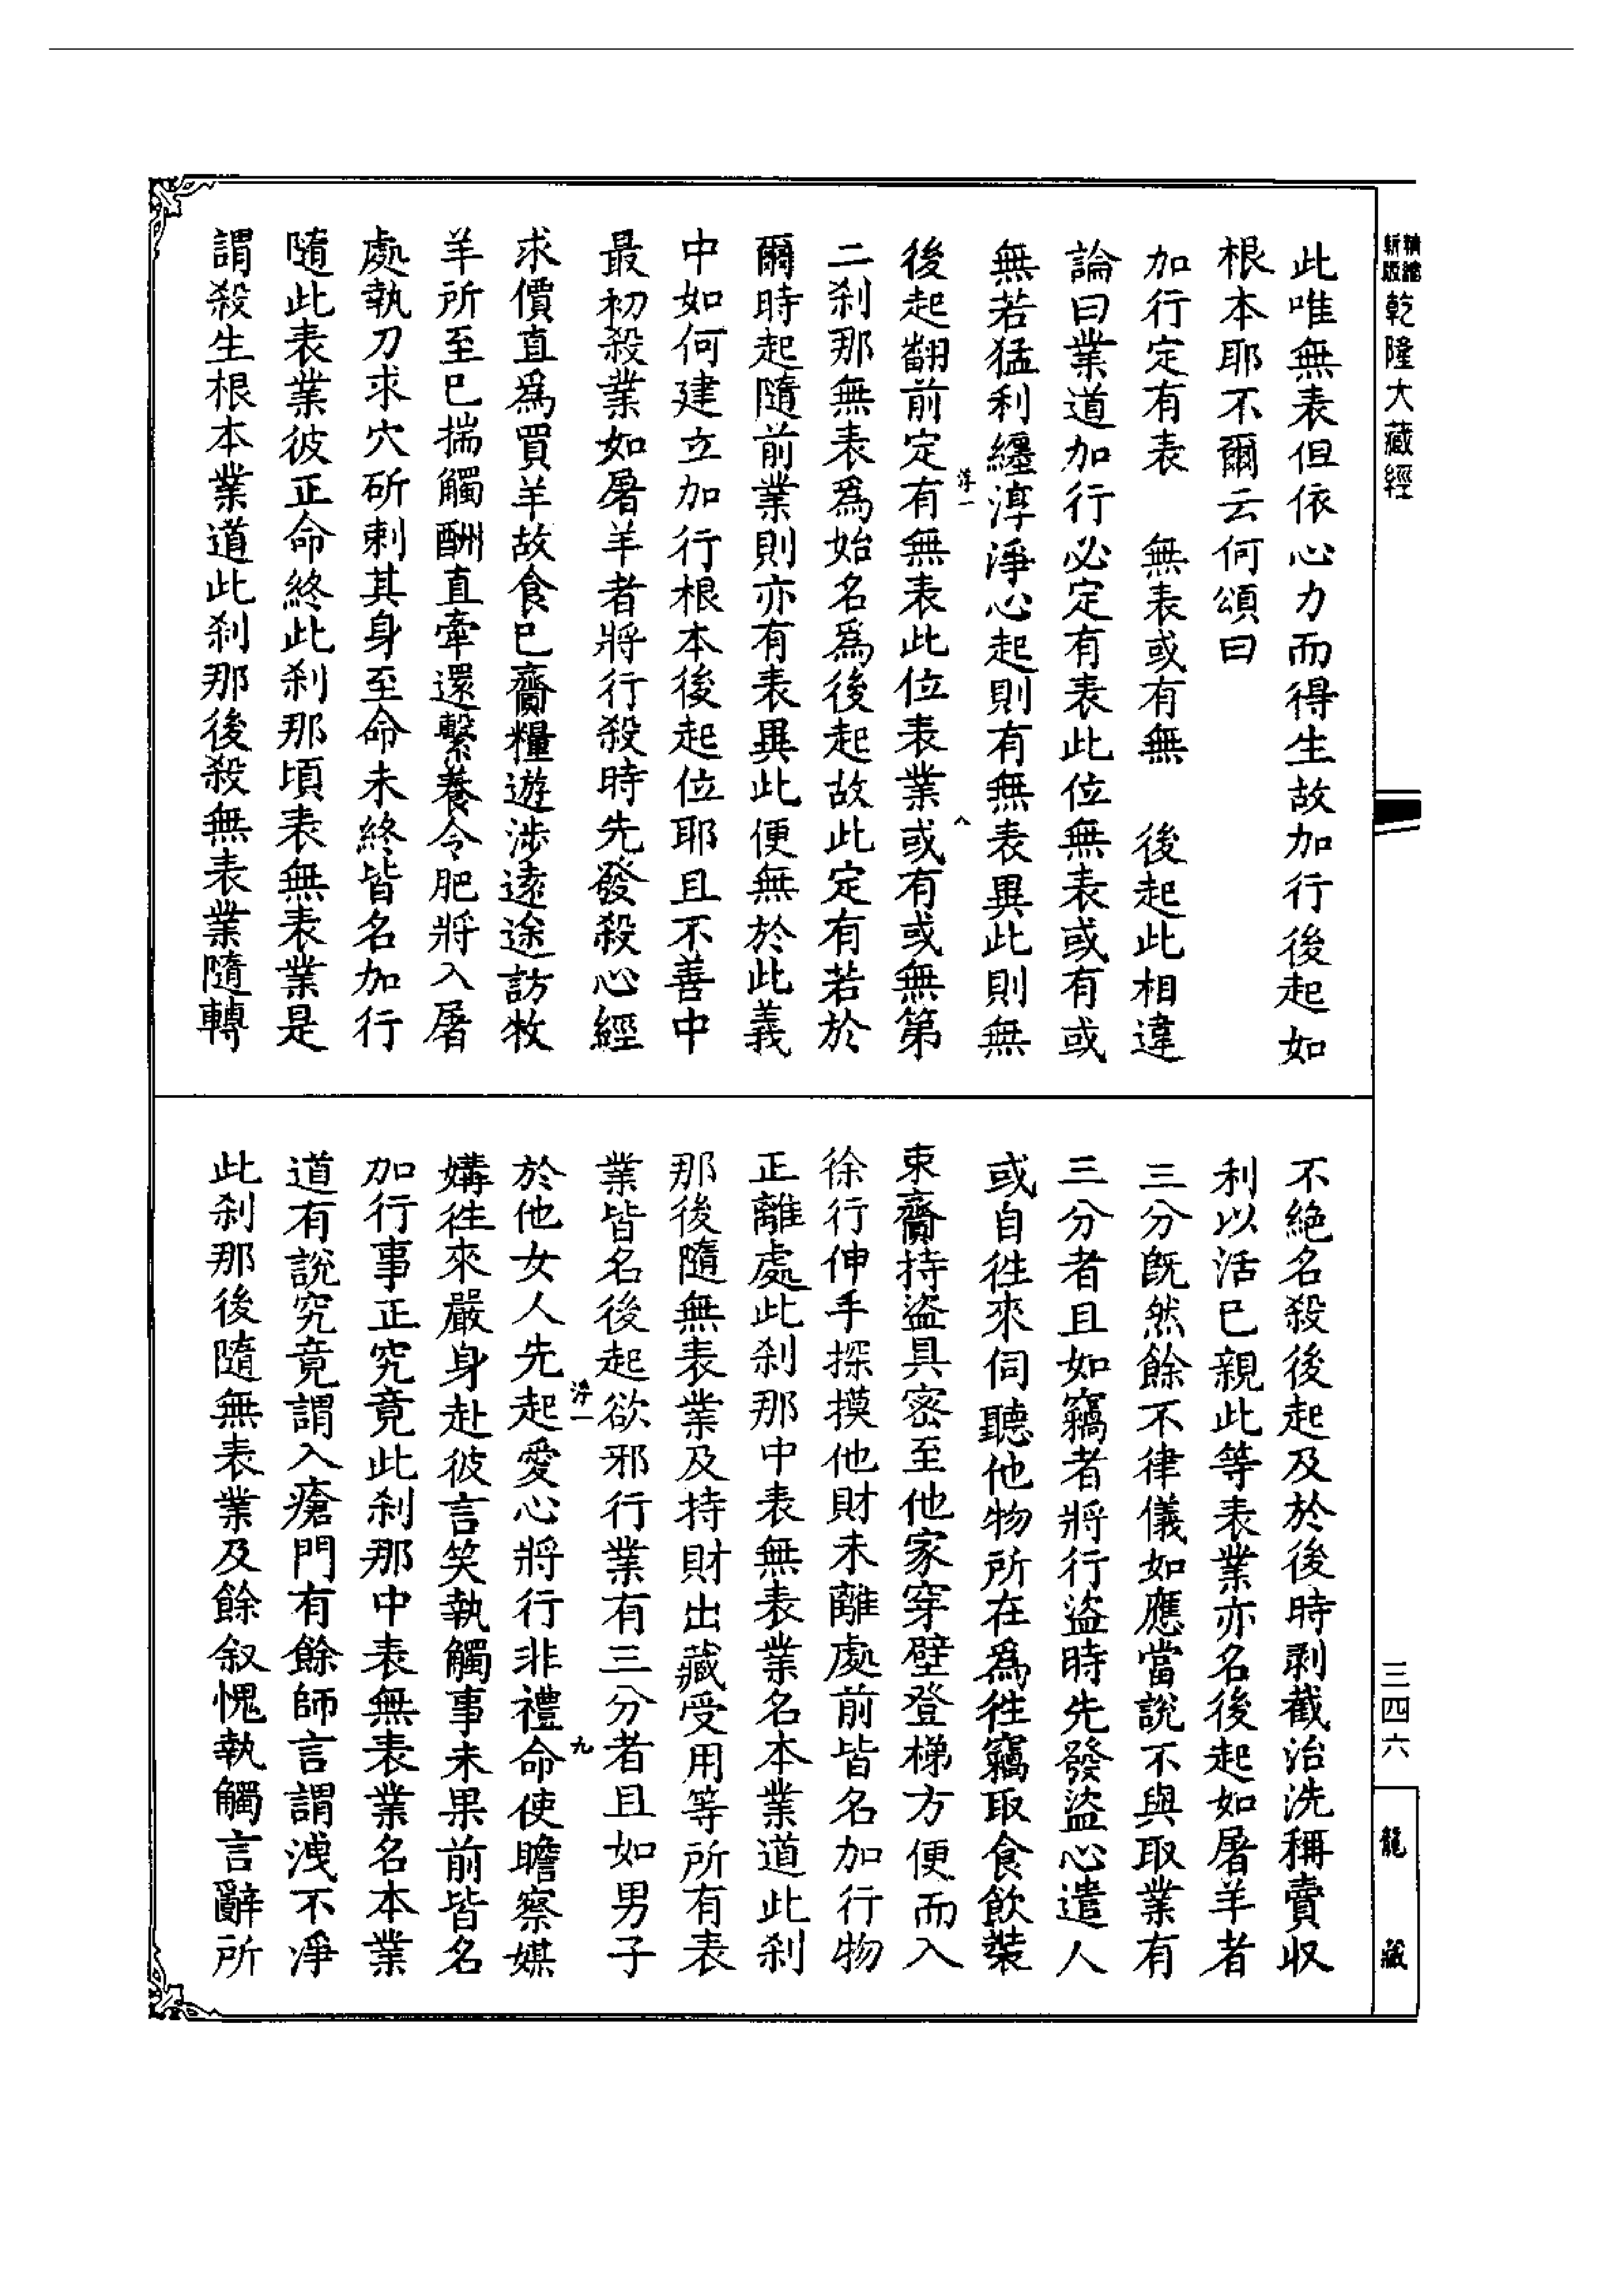 精縮
新版
乾隆大藏經
此唯無表但依心力而得生故加行後起如
根本耶不爾云何頌曰
加行定有表　無表或有無　後起此相違
論曰業道加行必定有表此位無表或有或
無若猛利纏淳淨心起則有無表異此則無
後起翻前定有無表此位表業或有或無第
二刹那無表爲始名爲後起故此定有若於
爾時起隨前業則亦有表異此便無於此義
中如何建立加行根本後起位耶且不善中
最初殺業如屠羊者將行殺時先發殺心經
求價直爲買羊故食已齎糧遊涉遠途訪牧
羊所至已揣觸酬直牽還繫養令肥將入屠
處執刀求穴斫刺其身至命未終皆名加行
隨此表業彼正命終此刹那頃表無表業是
謂殺生根本業道此刹那後殺無表業隨轉
不絶名殺後起及於後時剥截治洗稱賣収
利以活已親此等表業亦名後起如屠羊者
三分旣然餘不律儀如應當說不與取業有
三分者且如竊者將行盜時先發盜心遣人
或自往來伺聽他物所在爲往竊取食飲裝
束齎持盜具密至他家穿壁登梯方便而入
徐行伸手探摸他財未離處前皆名加行物
正離處此刹那中表無表業名本業道此刹
那後隨無表業及持財出藏受用等所有表
業皆名後起欲邪行業有三分者且如男子
於他女人先起愛心將行非禮命使瞻察媒
媾往來嚴身赴彼言笑執觸事未果前皆名
加行事正究竟此刹那中表無表業名本業
道有說究竟謂入瘡門有餘師言謂洩不凈
此刹那後隨無表業及餘叙愧執觸言辭所
三四六
龍藏
八
九